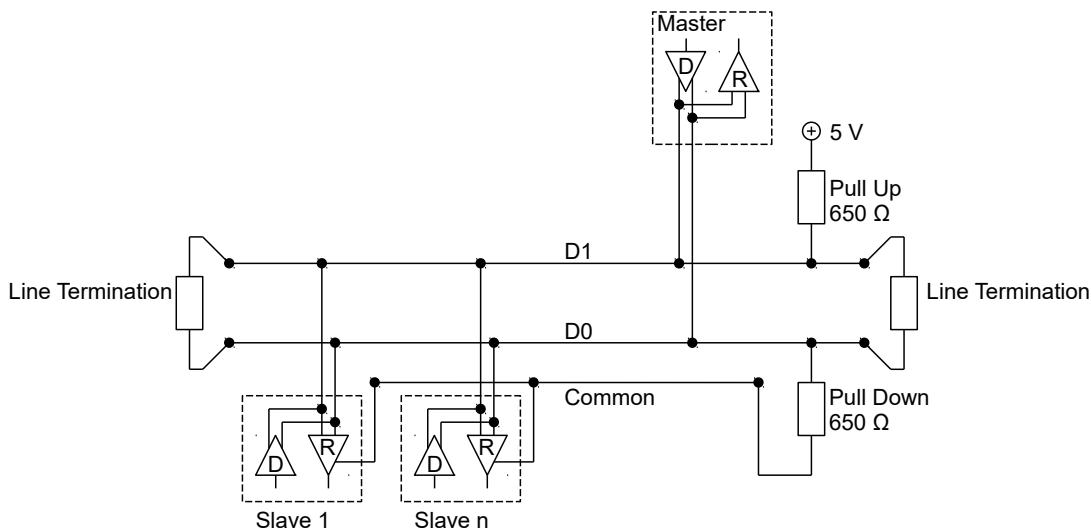 Master
D
R
5 V
Pull Up
650 Ω
D1
Line Termination
Line Termination
D0
Common
Pull Down
650 Ω
D
R
D
R
Slave 1
Slave n